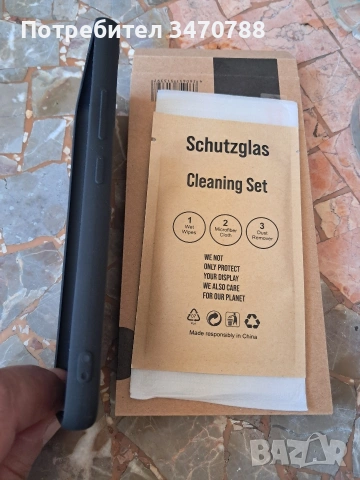 Потребител 3470788
Schutzglas
Cleaning Set
1
Wet
Wipes
2
Microfiber
Cloth
3
Dust
Remover
WE NOT
ONLY PROTECT
YOUR DISPLAY
WE ALSO CARE
FOR OUR PLANET
Made responsibly in China
BAZAR